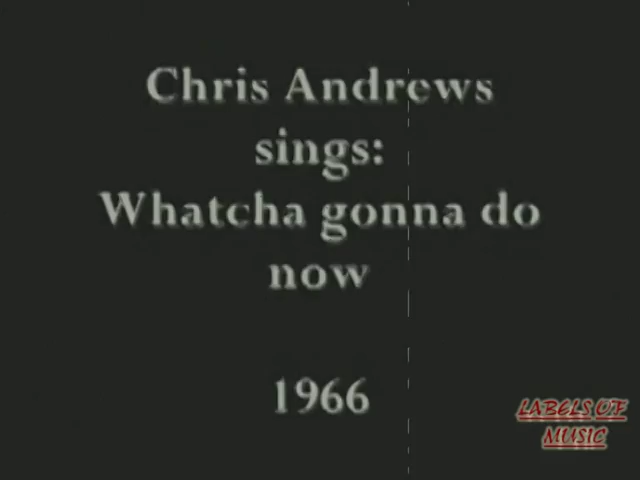 Chris Andrews
sings:
Whatcha gonna do
now
1966
LABELS OF
MUSIC